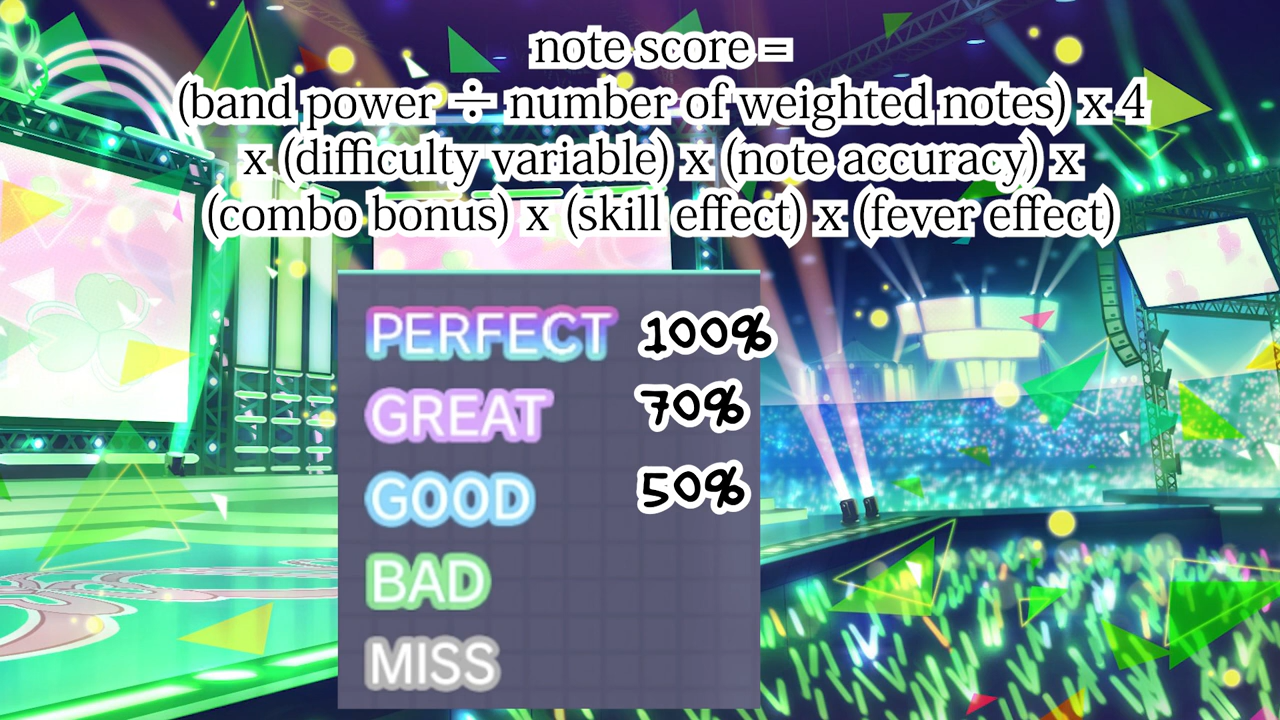 note score =
(band power ÷ number of weighted notes) x 4
x (difficulty variable) x (note accuracy) x
(combo bonus) x (skill effect) x (fever effect)
PERFECT 100%
GREAT 70%
GOOD 50%
BAD
MISS